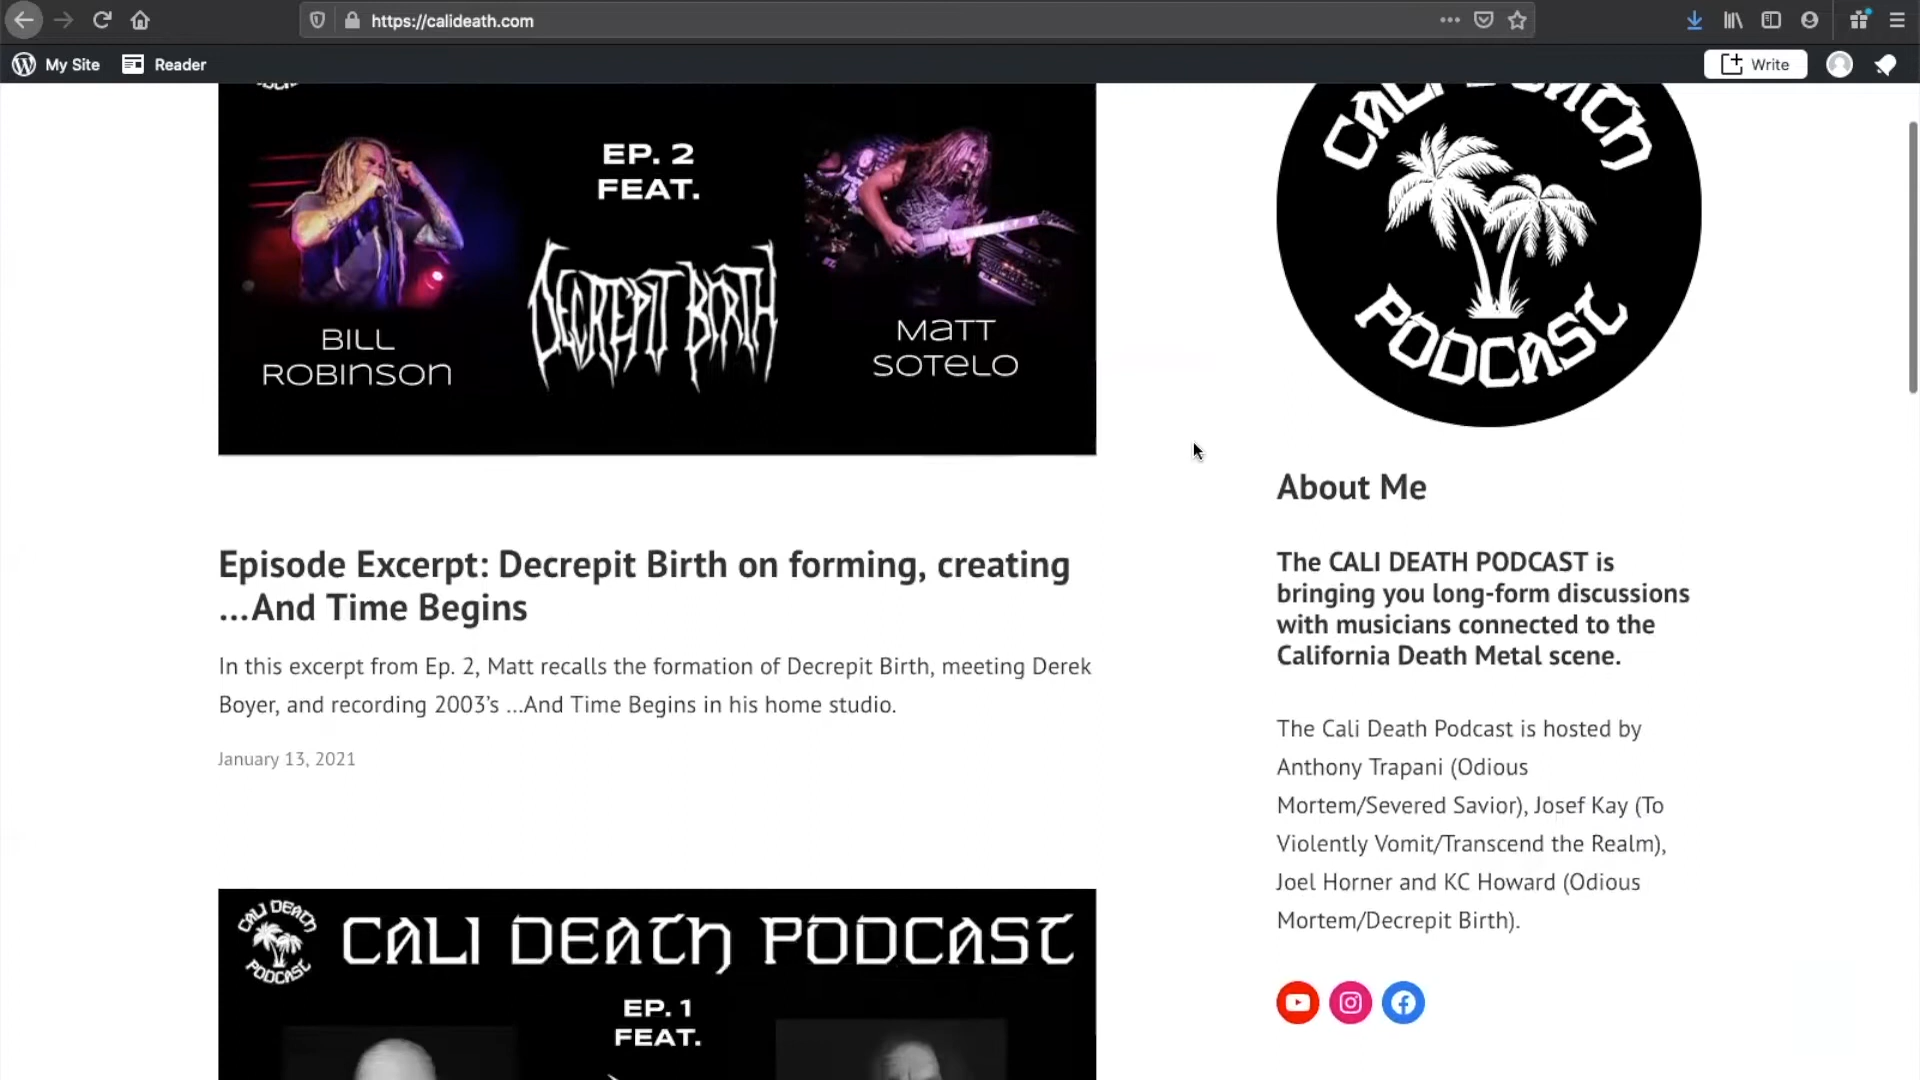 https://calideath.com
My Site
Reader
Write
EP. 2
FEAT.
DECREPIT BIRTH
BILL
ROBINSON
MATT
SOTELO
CALI DEATH
PODCAST
Episode Excerpt: Decrepit Birth on forming, creating
…And Time Begins
In this excerpt from Ep. 2, Matt recalls the formation of Decrepit Birth, meeting Derek
Boyer, and recording 2003’s …And Time Begins in his home studio.
January 13, 2021
CALI DEATH
PODCAST
CALI DEATH PODCAST
EP. 1
FEAT.
About Me
The CALI DEATH PODCAST is
bringing you long-form discussions
with musicians connected to the
California Death Metal scene.
The Cali Death Podcast is hosted by
Anthony Trapani (Odious
Mortem/Severed Savior), Josef Kay (To
Violently Vomit/Transcend the Realm),
Joel Horner and KC Howard (Odious
Mortem/Decrepit Birth).